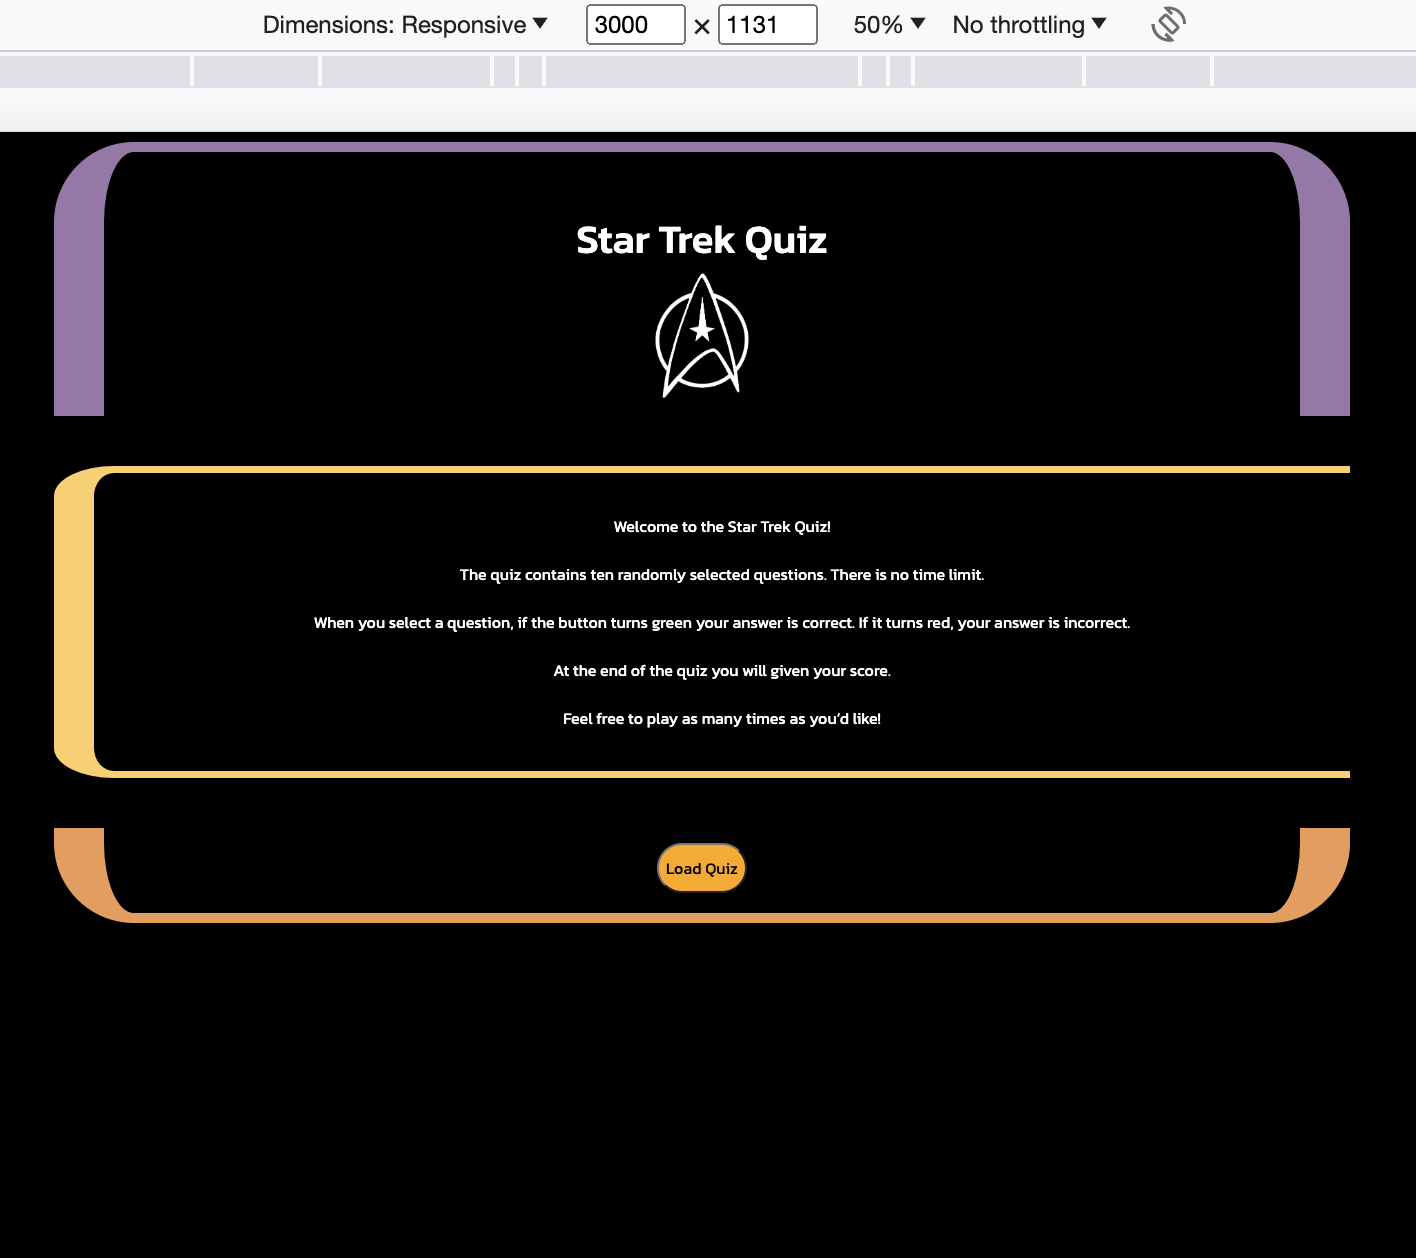 Dimensions: Responsive 3000 × 1131 50% No throttling
Star Trek Quiz
Welcome to the Star Trek Quiz!
The quiz contains ten randomly selected questions. There is no time limit.
When you select a question, if the button turns green your answer is correct. If it turns red, your answer is incorrect.
At the end of the quiz you will given your score.
Feel free to play as many times as you'd like!
Load Quiz